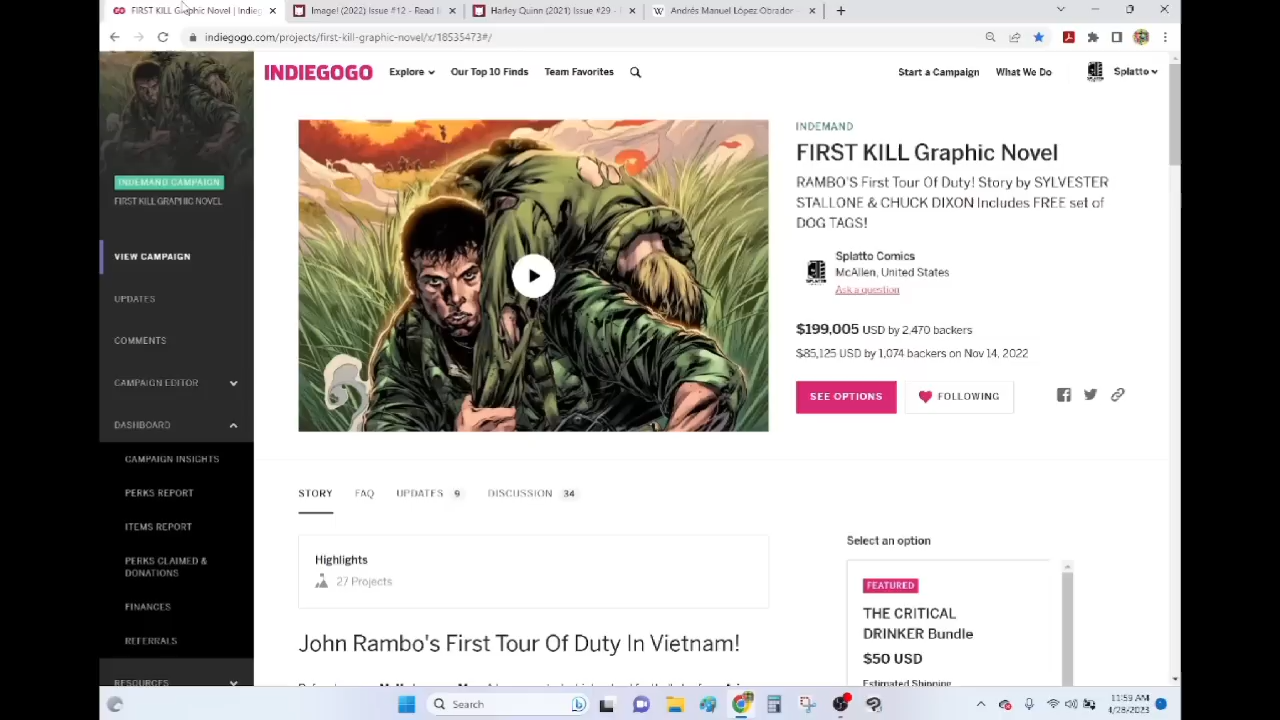 FIRST KILL Graphic Novel | Indieg
Image! (2022) Issue #12 - Read I
Harley Quinn (2021) Issue #29 -
Andrés Manuel López Obrador -
indiegogo.com/projects/first-kill-graphic-novel/x/18535473#/
INDIEGOGO
Explore
Our Top 10 Finds
Team Favorites
Start a Campaign
What We Do
Splatto
INDEMAND CAMPAIGN
FIRST KILL GRAPHIC NOVEL
VIEW CAMPAIGN
UPDATES
COMMENTS
CAMPAIGN EDITOR
DASHBOARD
CAMPAIGN INSIGHTS
PERKS REPORT
ITEMS REPORT
PERKS CLAIMED &
DONATIONS
FINANCES
REFERRALS
RESOURCES
INDEMAND
FIRST KILL Graphic Novel
RAMBO'S First Tour Of Duty! Story by SYLVESTER
STALLONE & CHUCK DIXON Includes FREE set of
DOG TAGS!
Splatto Comics
McAllen, United States
Ask a question
$199,005 USD by 2,470 backers
$85,125 USD by 1,074 backers on Nov 14, 2022
SEE OPTIONS
FOLLOWING
STORY
FAQ
UPDATES 9
DISCUSSION 34
Highlights
27 Projects
John Rambo's First Tour Of Duty In Vietnam!
Select an option
FEATURED
THE CRITICAL
DRINKER Bundle
$50 USD
Estimated Shipping
Search
11:59 AM
4/28/2023